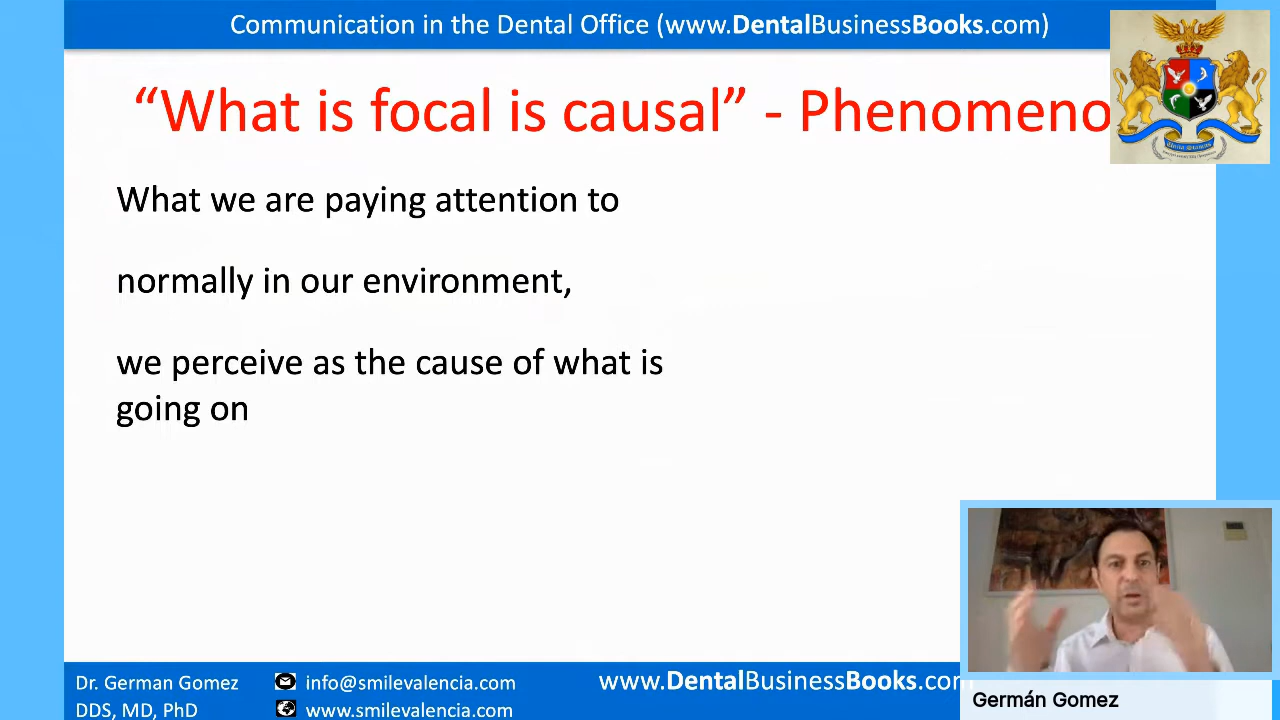 Communication in the Dental Office (www.DentalBusinessBooks.com)
“What is focal is causal” - Phenomeno
What we are paying attention to
normally in our environment,
we perceive as the cause of what is
going on
Dr. German Gomez
DDS, MD, PhD
info@smilevalencia.com
www.smilevalencia.com
www.DentalBusinessBooks.com
Germán Gomez